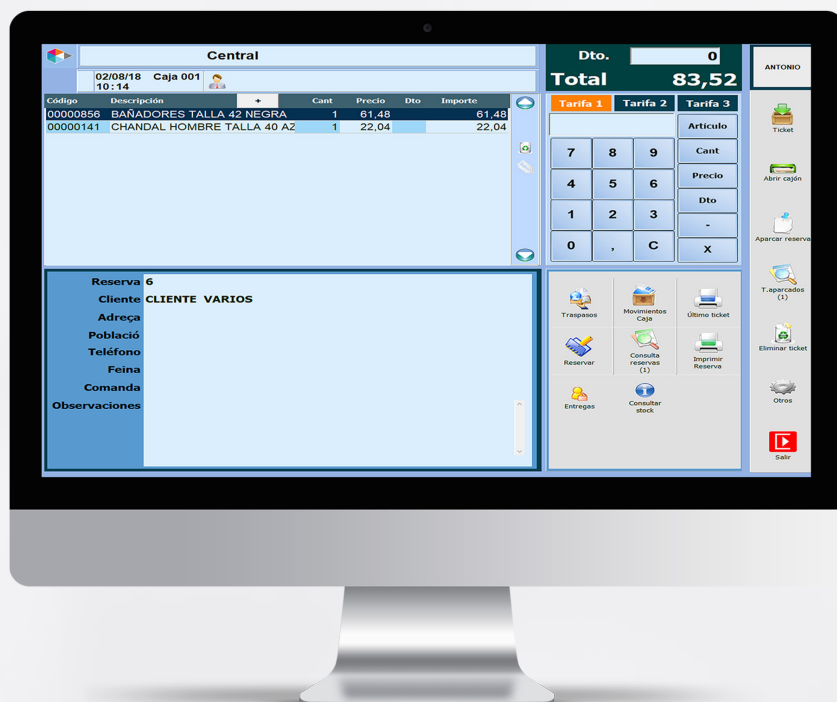 Central
02/08/18 Caja 001
10:14
Dto. 0
Total 83,52
ANTONIO
Código Descripción + Cant Precio Dto Importe
00000856 BAÑADORES TALLA 42 NEGRA 1 61,48 61,48
00000141 CHANDAL HOMBRE TALLA 40 AZ 1 22,04 22,04
Tarifa 1 Tarifa 2 Tarifa 3
Artículo
7 8 9 Cant
4 5 6 Precio
Dto
1 2 3 -
0 , C X
Reserva 6
Cliente CLIENTE VARIOS
Adreça
Població
Teléfono
Feina
Comanda
Observaciones
Traspasos
Movimientos
Caja
Último ticket
Reservar
Consulta
reservas
(1)
Imprimir
Reserva
Entregas
Consultar
stock
Ticket
Abrir cajón
Aparcar reserva
T.aparcados
(1)
Eliminar ticket
Otros
Salir